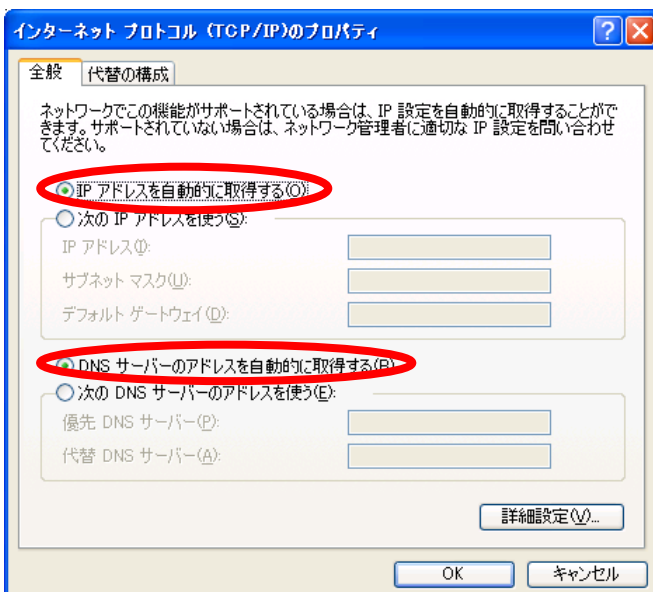 インターネット プロトコル (TCP/IP)のプロパティ
全般
代替の構成
ネットワークでこの機能がサポートされている場合は、IP 設定を自動的に取得することがで
きます。サポートされていない場合は、ネットワーク管理者に適切な IP 設定を問い合わせ
てください。
IP アドレスを自動的に取得する(O)
次の IP アドレスを使う(S):
IP アドレス(I):
サブネット マスク(U):
デフォルト ゲートウェイ(D):
DNS サーバーのアドレスを自動的に取得する(B)
次の DNS サーバーのアドレスを使う(E):
優先 DNS サーバー(P):
代替 DNS サーバー(A):
詳細設定(V)...
OK
キャンセル